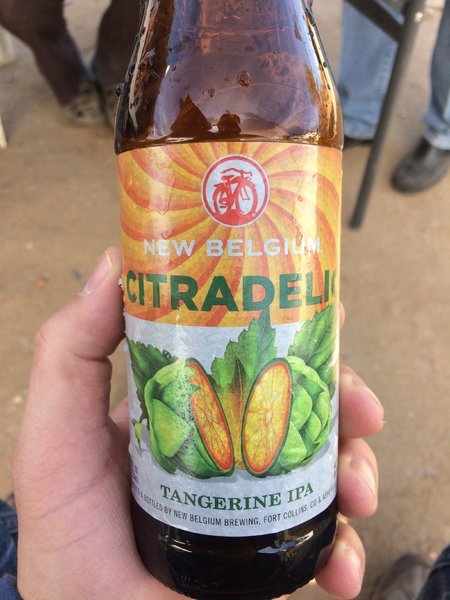 NEW BELGIUM
CITRADELIC
TANGERINE IPA
& BOTTLED BY NEW BELGIUM BREWING, FORT COLLINS, CO &